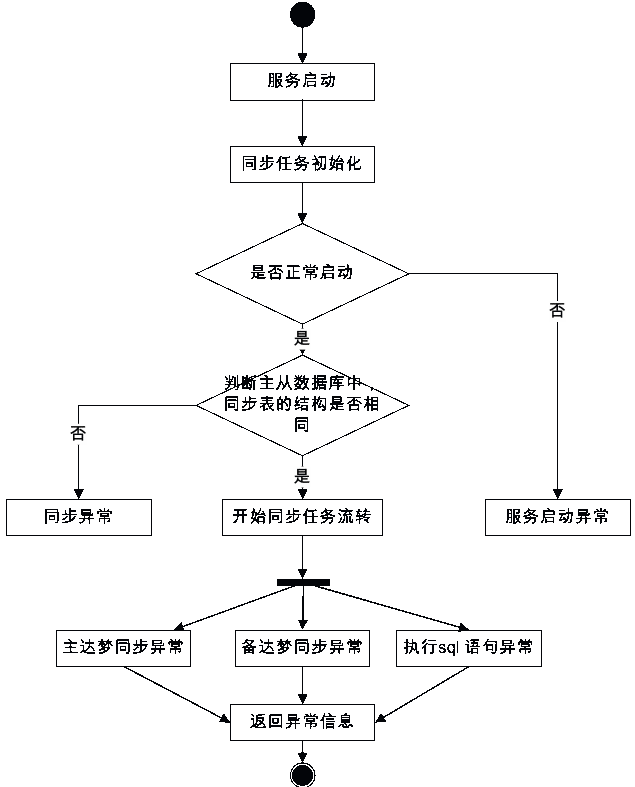 服务启动
同步任务初始化
是否正常启动
否
是
判断主从数据库中，
同步表的结构是否相
同
否
是
同步异常
开始同步任务流转
服务启动异常
主达梦同步异常
备达梦同步异常
执行sql语句异常
返回异常信息